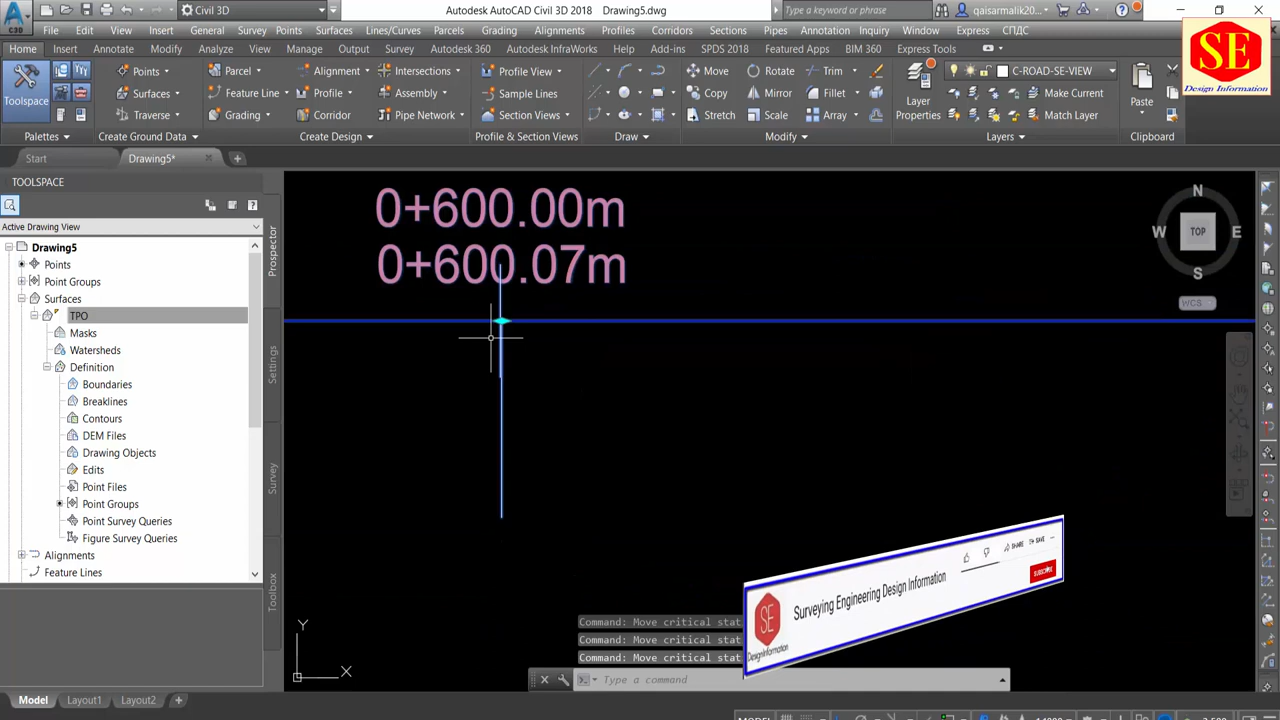 Civil 3D
Autodesk AutoCAD Civil 3D 2018 Drawing5.dwg
Type a keyword or phrase
qaisarmalik20...
File Edit View Insert General Survey Points Surfaces Lines/Curves Parcels Grading Alignments Profiles Corridors Sections Pipes Annotation Inquiry Window Express СПДС
Home Insert Annotate Modify Analyze View Manage Output Survey Autodesk 360 Autodesk InfraWorks Help Add-ins SPDS 2018 Featured Apps BIM 360 Express Tools
Toolspace
Points Parcel Alignment Intersections Profile View Move Rotate Trim
Surfaces Feature Line Profile Assembly Sample Lines Copy Mirror Fillet
Traverse Grading Corridor Pipe Network Section Views Stretch Scale Array
Layer Properties
C-ROAD-SE-VIEW
Make Current
Match Layer
Paste
Palettes Create Ground Data Create Design Profile & Section Views Draw Modify Layers Clipboard
SE
Design Information
Start Drawing5*
TOOLSPACE
Active Drawing View
Drawing5
Points
Point Groups
Surfaces
TPO
Masks
Watersheds
Definition
Boundaries
Breaklines
Contours
DEM Files
Drawing Objects
Edits
Point Files
Point Groups
Point Survey Queries
Figure Survey Queries
Alignments
Feature Lines
Prospector
Settings
Survey
Toolbox
0+600.00m
0+600.07m
N
W TOP E
S
WCS
Y
X
Command: Move critical stat
Command: Move critical stat
Command: Move critical stat
Type a command
SE
DesignInformation
Surveying Engineering Design Information
SHARE SAVE
SUBSCRIBE
Model Layout1 Layout2
MODEL